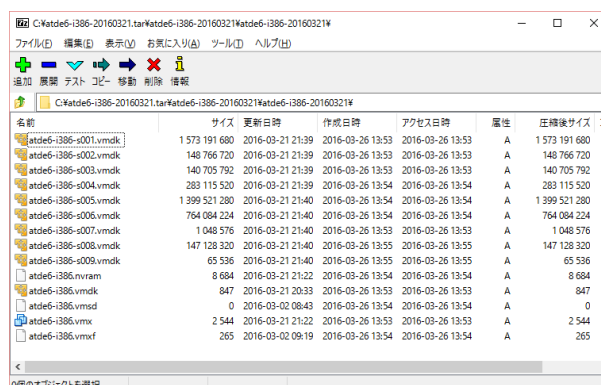 7z C:¥atde6-i386-20160321.tar¥atde6-i386-20160321¥atde6-i386-20160321¥
ファイル(F) 編集(E) 表示(V) お気に入り(A) ツール(T) ヘルプ(H)
追加 展開 テスト コピー 移動 削除 情報
C:¥atde6-i386-20160321.tar¥atde6-i386-20160321¥atde6-i386-20160321¥
名前 サイズ 更新日時 作成日時 アクセス日時 属性 圧縮後サイズ
atde6-i386-s001.vmdk 1 573 191 680 2016-03-21 21:39 2016-03-26 13:53 2016-03-26 13:53 A 1 573 191 680
atde6-i386-s002.vmdk 148 766 720 2016-03-21 21:39 2016-03-26 13:53 2016-03-26 13:53 A 148 766 720
atde6-i386-s003.vmdk 140 705 792 2016-03-21 21:39 2016-03-26 13:53 2016-03-26 13:53 A 140 705 792
atde6-i386-s004.vmdk 283 115 520 2016-03-21 21:39 2016-03-26 13:54 2016-03-26 13:54 A 283 115 520
atde6-i386-s005.vmdk 1 399 521 280 2016-03-21 21:40 2016-03-26 13:54 2016-03-26 13:54 A 1 399 521 280
atde6-i386-s006.vmdk 764 084 224 2016-03-21 21:40 2016-03-26 13:54 2016-03-26 13:54 A 764 084 224
atde6-i386-s007.vmdk 1 048 576 2016-03-21 21:40 2016-03-26 13:53 2016-03-26 13:53 A 1 048 576
atde6-i386-s008.vmdk 147 128 320 2016-03-21 21:40 2016-03-26 13:55 2016-03-26 13:55 A 147 128 320
atde6-i386-s009.vmdk 65 536 2016-03-21 21:40 2016-03-26 13:55 2016-03-26 13:55 A 65 536
atde6-i386.nvram 8 684 2016-03-21 21:22 2016-03-26 13:54 2016-03-26 13:54 A 8 684
atde6-i386.vmdk 847 2016-03-21 20:33 2016-03-26 13:53 2016-03-26 13:53 A 847
atde6-i386.vmsd 0 2016-03-02 08:43 2016-03-26 13:54 2016-03-26 13:54 A 0
atde6-i386.vmx 2 544 2016-03-21 21:22 2016-03-26 13:53 2016-03-26 13:53 A 2 544
atde6-i386.vmxf 265 2016-03-02 09:19 2016-03-26 13:54 2016-03-26 13:54 A 265
0個のオブジェクトを選択